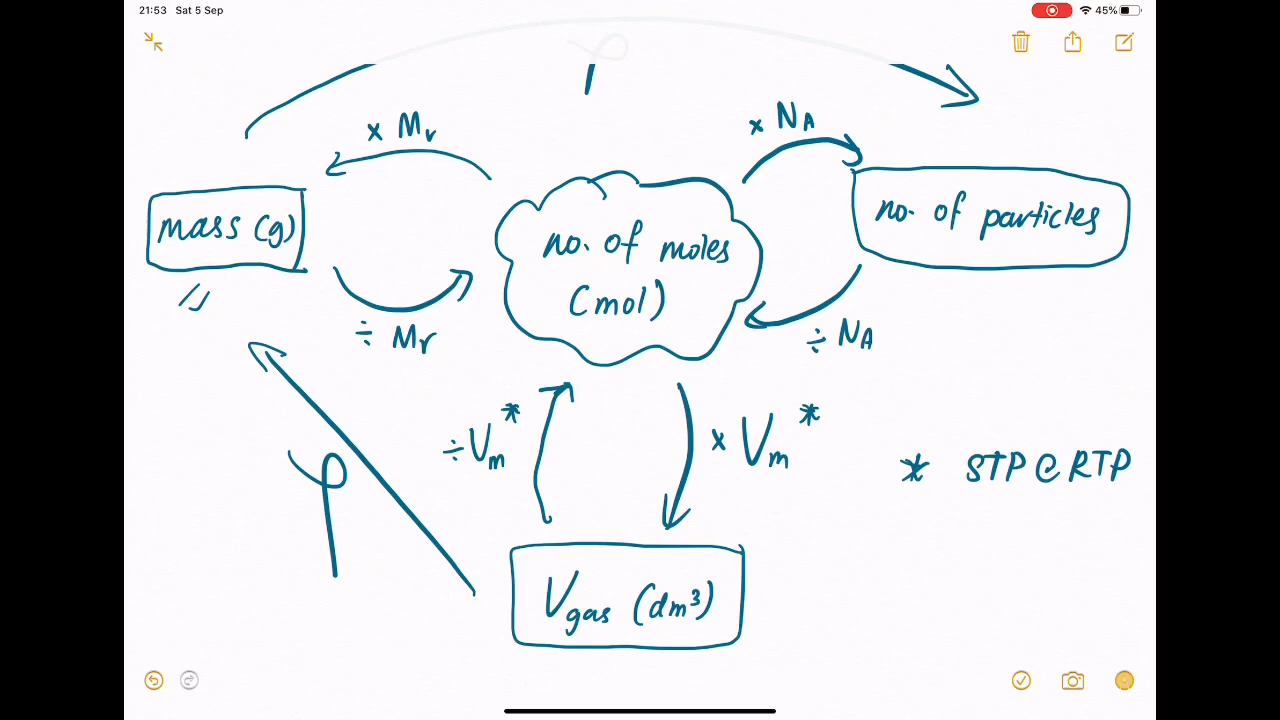 21:53 Sat 5 Sep
45%
× Mr
× NA
mass (g)
no. of moles
(mol)
no. of particles
÷ Mr
÷ NA
÷ Vm *
× Vm *
* STP @ RTP
Vgas (dm³)